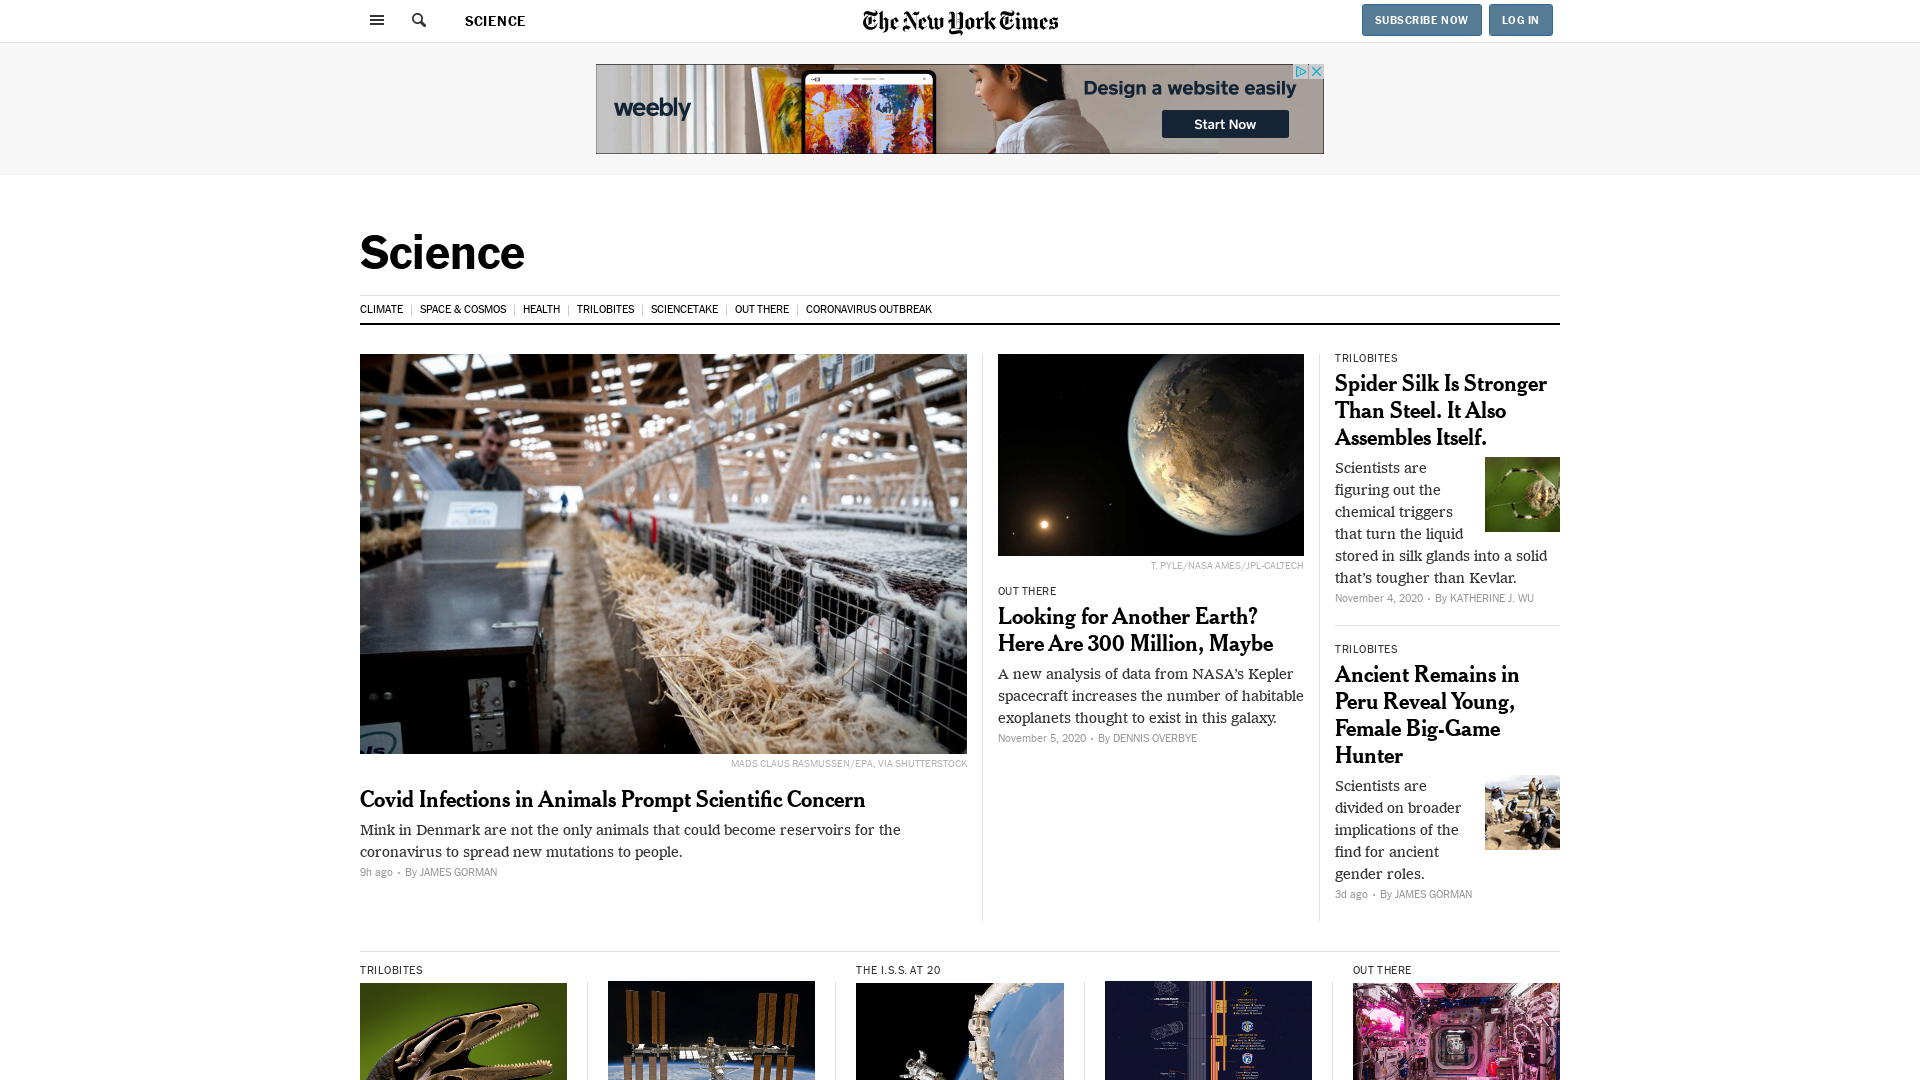 SCIENCE
The New York Times
SUBSCRIBE NOW
LOG IN
weebly
Design a website easily
Start Now
Science
CLIMATE
SPACE & COSMOS
HEALTH
TRILOBITES
SCIENCETAKE
OUT THERE
CORONAVIRUS OUTBREAK
MADS CLAUS RASMUSSEN/EPA, VIA SHUTTERSTOCK
Covid Infections in Animals Prompt Scientific Concern
Mink in Denmark are not the only animals that could become reservoirs for the
coronavirus to spread new mutations to people.
9h ago • By JAMES GORMAN
T. PYLE/NASA AMES/JPL-CALTECH
OUT THERE
Looking for Another Earth?
Here Are 300 Million, Maybe
A new analysis of data from NASA’s Kepler
spacecraft increases the number of habitable
exoplanets thought to exist in this galaxy.
November 5, 2020 • By DENNIS OVERBYE
TRILOBITES
Spider Silk Is Stronger
Than Steel. It Also
Assembles Itself.
Scientists are
figuring out the
chemical triggers
that turn the liquid
stored in silk glands into a solid
that’s tougher than Kevlar.
November 4, 2020 • By KATHERINE J. WU
TRILOBITES
Ancient Remains in
Peru Reveal Young,
Female Big-Game
Hunter
Scientists are
divided on broader
implications of the
find for ancient
gender roles.
3d ago • By JAMES GORMAN
TRILOBITES
THE I.S.S. AT 20
OUT THERE